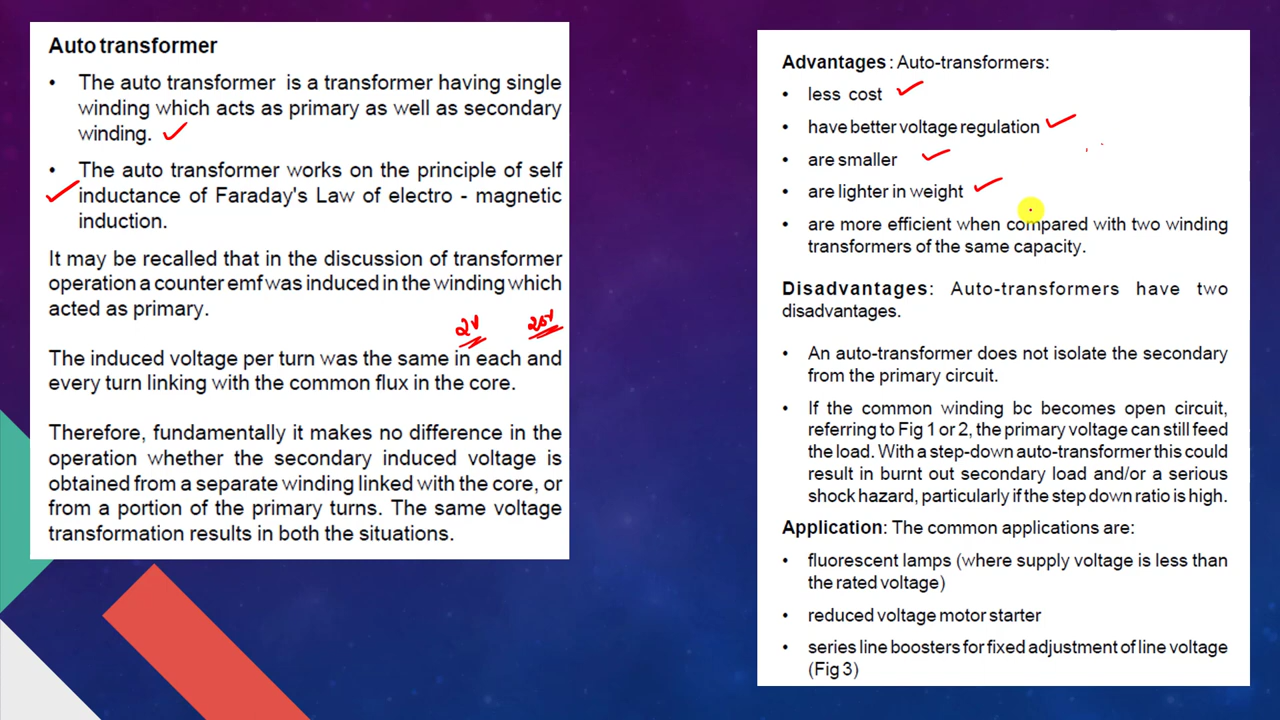 Auto transformer
• The auto transformer is a transformer having single
winding which acts as primary as well as secondary
winding.
• The auto transformer works on the principle of self
inductance of Faraday's Law of electro - magnetic
induction.
It may be recalled that in the discussion of transformer
operation a counter emf was induced in the winding which
acted as primary.
2V
The induced voltage per turn was the same in each and
every turn linking with the common flux in the core.
Therefore, fundamentally it makes no difference in the
operation whether the secondary induced voltage is
obtained from a separate winding linked with the core, or
from a portion of the primary turns. The same voltage
transformation results in both the situations.
Advantages: Auto-transformers:
• less cost
• have better voltage regulation
• are smaller
• are lighter in weight
• are more efficient when compared with two winding
transformers of the same capacity.
Disadvantages: Auto-transformers have two
disadvantages.
• An auto-transformer does not isolate the secondary
from the primary circuit.
• If the common winding bc becomes open circuit,
referring to Fig 1 or 2, the primary voltage can still feed
the load. With a step-down auto-transformer this could
result in burnt out secondary load and/or a serious
shock hazard, particularly if the step down ratio is high.
Application: The common applications are:
• fluorescent lamps (where supply voltage is less than
the rated voltage)
• reduced voltage motor starter
• series line boosters for fixed adjustment of line voltage
(Fig 3)